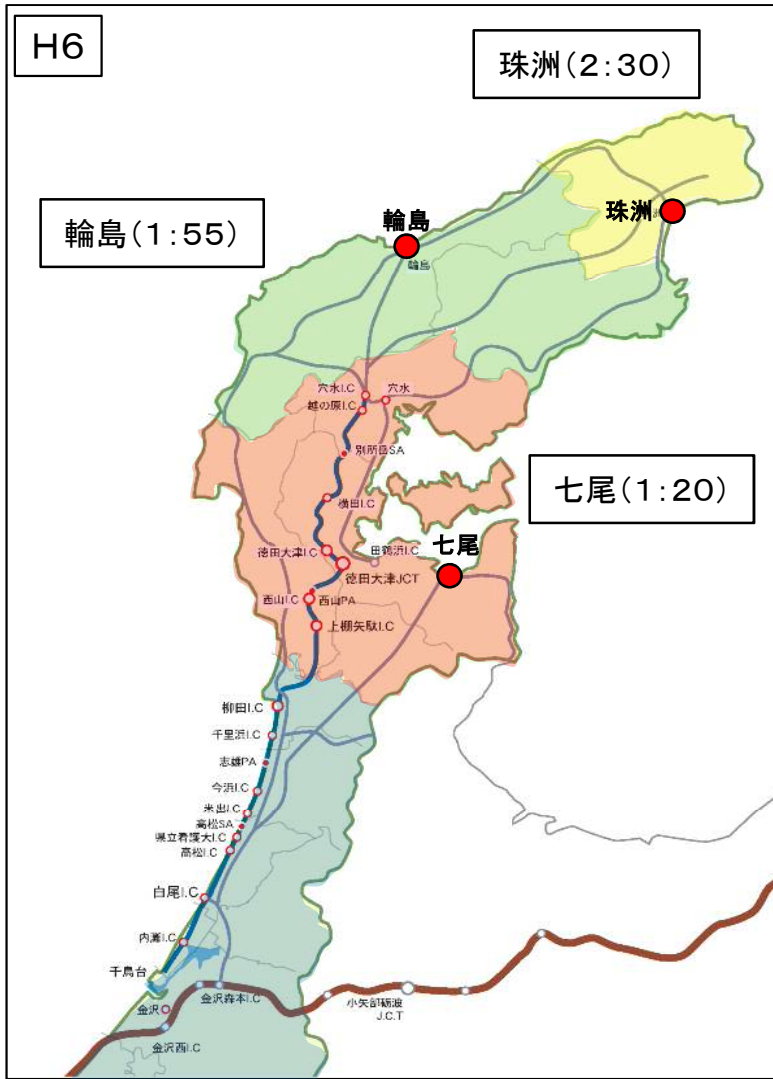 H6
珠洲(2:30)
輪島(1:55)
輪島
輪島
珠洲
穴水I.C
穴水
越の原I.C
別所岳SA
横田I.C
七尾(1:20)
七尾
徳田大津I.C
田鶴浜I.C
徳田大津JCT
西山I.C
西山PA
上棚矢駄I.C
柳田I.C
千里浜I.C
志雄PA
今浜I.C
米出I.C
高松SA
県立看護大I.C
高松I.C
白尾I.C
内灘I.C
千鳥台
金沢
金沢森本I.C
金沢西I.C
小矢部砺波
J.C.T